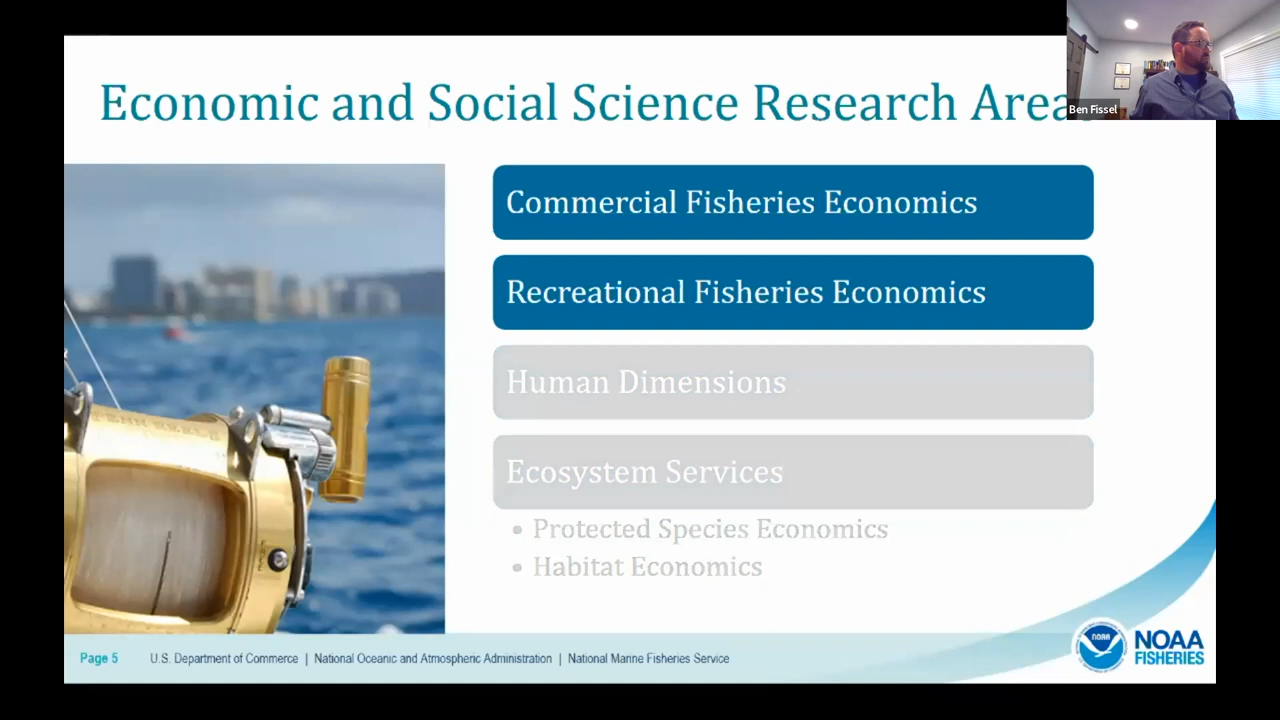 Economic and Social Science Research Area
Ben Fissel
Commercial Fisheries Economics
Recreational Fisheries Economics
Human Dimensions
Ecosystem Services
• Protected Species Economics
• Habitat Economics
PENN REELS
Page 5 U.S. Department of Commerce | National Oceanic and Atmospheric Administration | National Marine Fisheries Service
NOAA
NOAA
FISHERIES